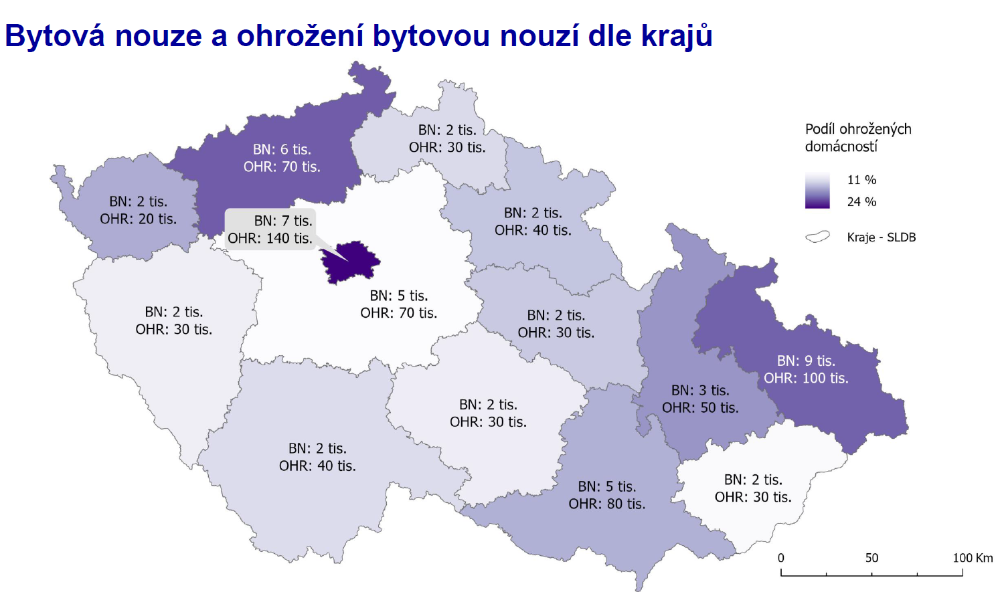 Bytová nouze a ohrožení bytovou nouzí dle krajů
BN: 2 tis.
OHR: 30 tis.
BN: 6 tis.
OHR: 70 tis.
Podíl ohrožených
domácností
11 %
24 %
Kraje - SLDB
BN: 2 tis.
OHR: 20 tis.
BN: 7 tis.
OHR: 140 tis.
BN: 2 tis.
OHR: 40 tis.
BN: 5 tis.
OHR: 70 tis.
BN: 2 tis.
OHR: 30 tis.
BN: 2 tis.
OHR: 30 tis.
BN: 9 tis.
OHR: 100 tis.
BN: 3 tis.
OHR: 50 tis.
BN: 2 tis.
OHR: 30 tis.
BN: 2 tis.
OHR: 40 tis.
BN: 5 tis.
OHR: 80 tis.
BN: 2 tis.
OHR: 30 tis.
0 50 100 Km